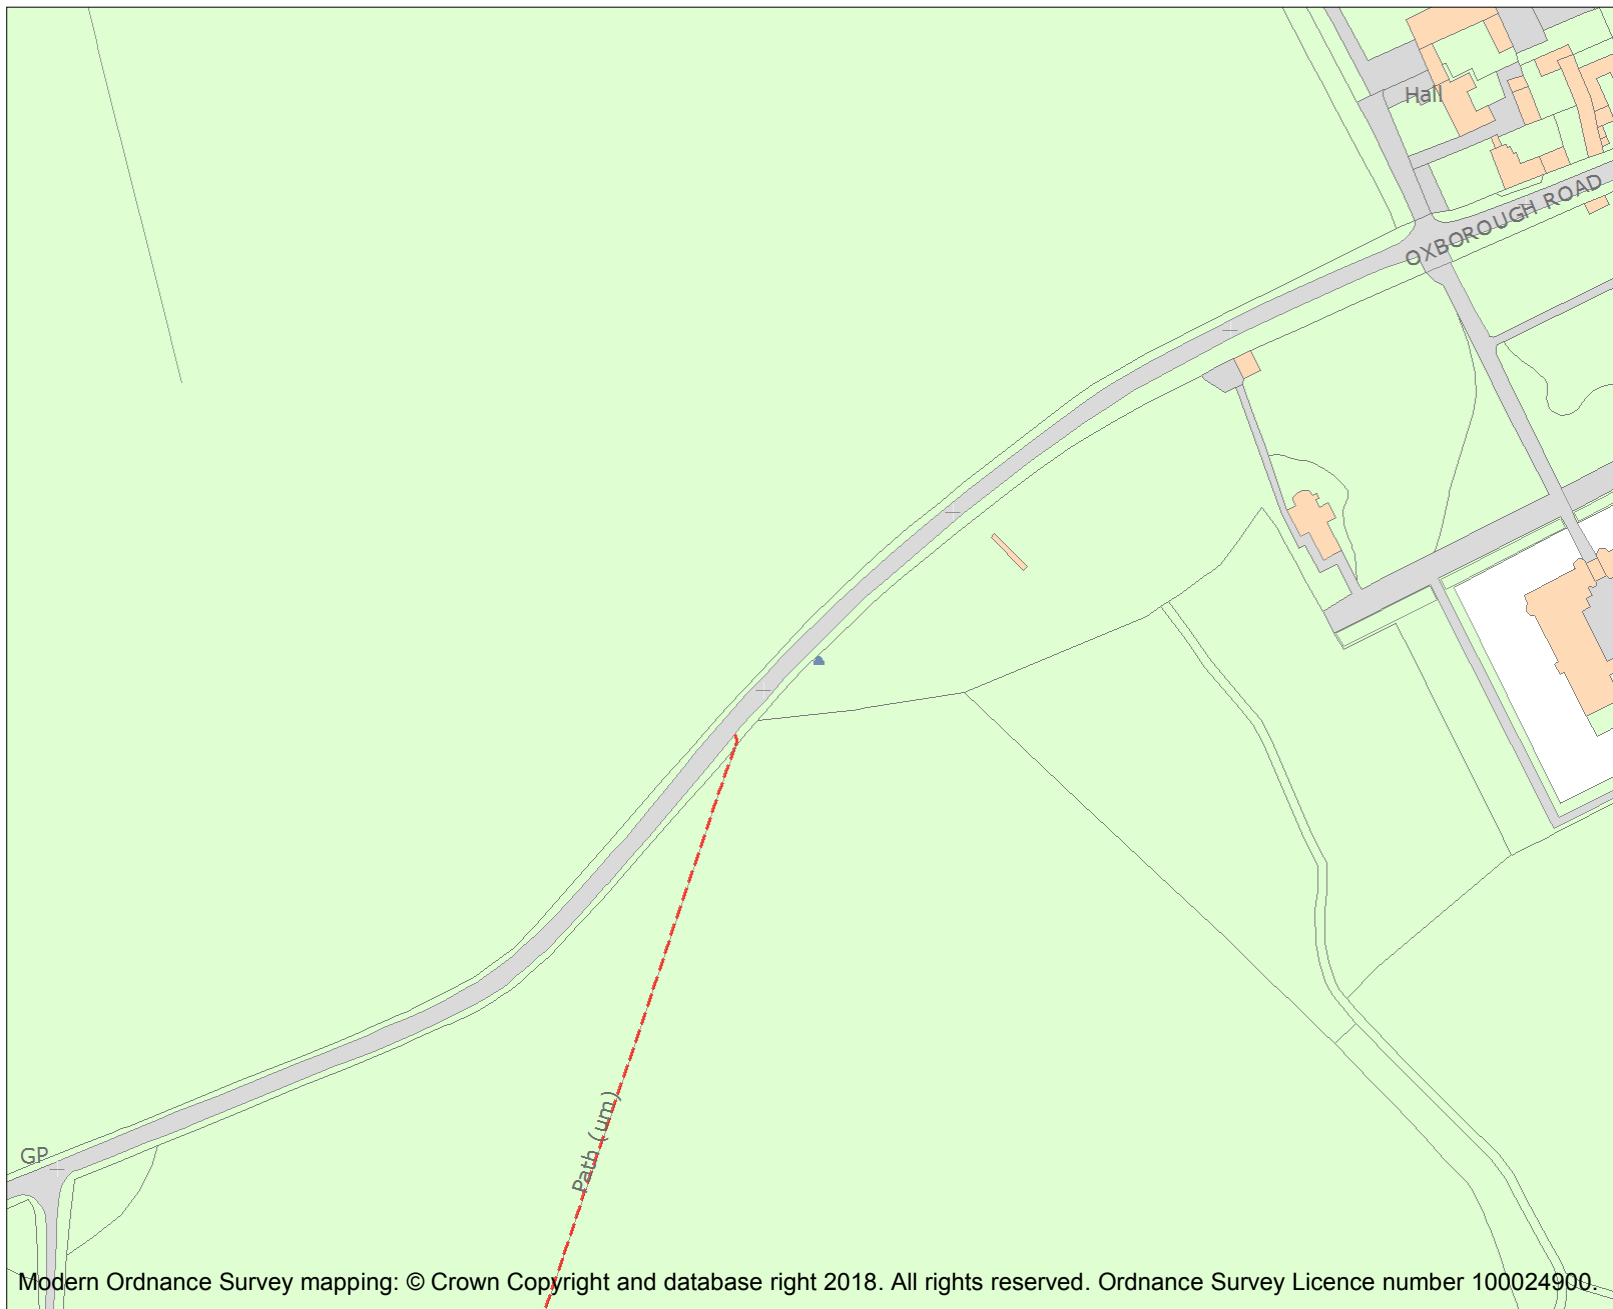 Hall
OXBOROUGH ROAD
Path (um)
GP
Modern Ordnance Survey mapping: © Crown Copyright and database right 2018. All rights reserved. Ordnance Survey Licence number 100024900.